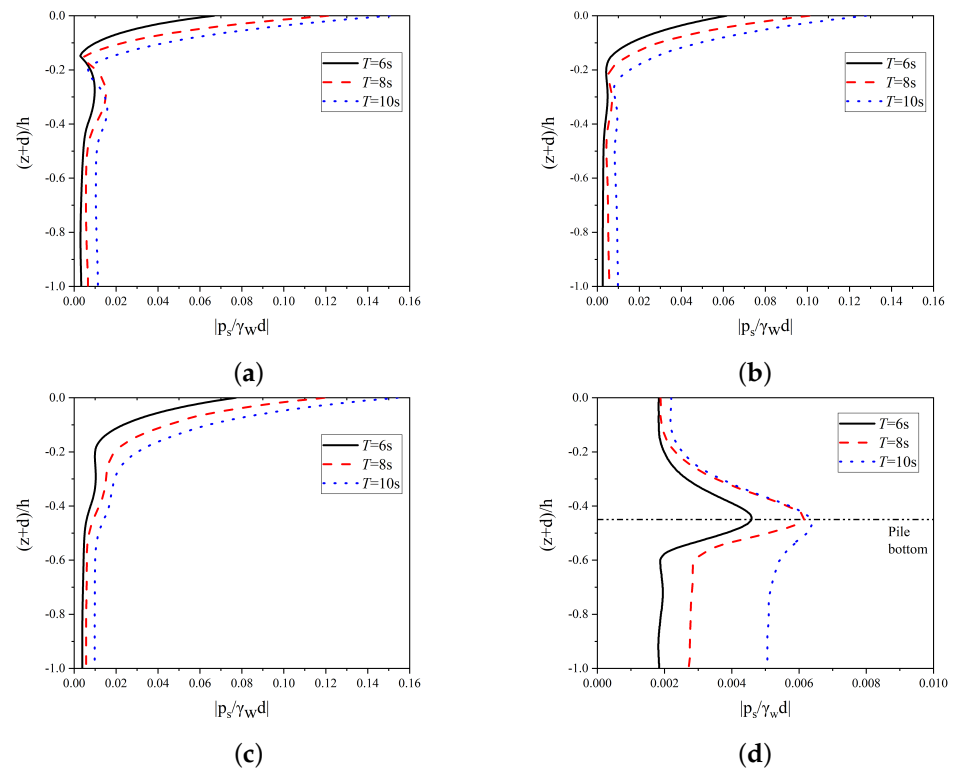 0.0
-0.2
-0.4
-0.6
-0.8
-1.0
(z+d)/h
T=6s
T=8s
T=10s
0.00 0.02 0.04 0.06 0.08 0.10 0.12 0.14 0.16
|pₛ/γ_W d|
(a)
0.0
-0.2
-0.4
-0.6
-0.8
-1.0
(z+d)/h
T=6s
T=8s
T=10s
0.00 0.02 0.04 0.06 0.08 0.10 0.12 0.14 0.16
|pₛ/γ_W d|
(b)
0.0
-0.2
-0.4
-0.6
-0.8
-1.0
(z+d)/h
T=6s
T=8s
T=10s
0.00 0.02 0.04 0.06 0.08 0.10 0.12 0.14 0.16
|pₛ/γ_W d|
(c)
0.0
-0.2
-0.4
-0.6
-0.8
-1.0
(z+d)/h
T=6s
T=8s
T=10s
Pile
bottom
0.000 0.002 0.004 0.006 0.008 0.010
|pₛ/γ_w d|
(d)